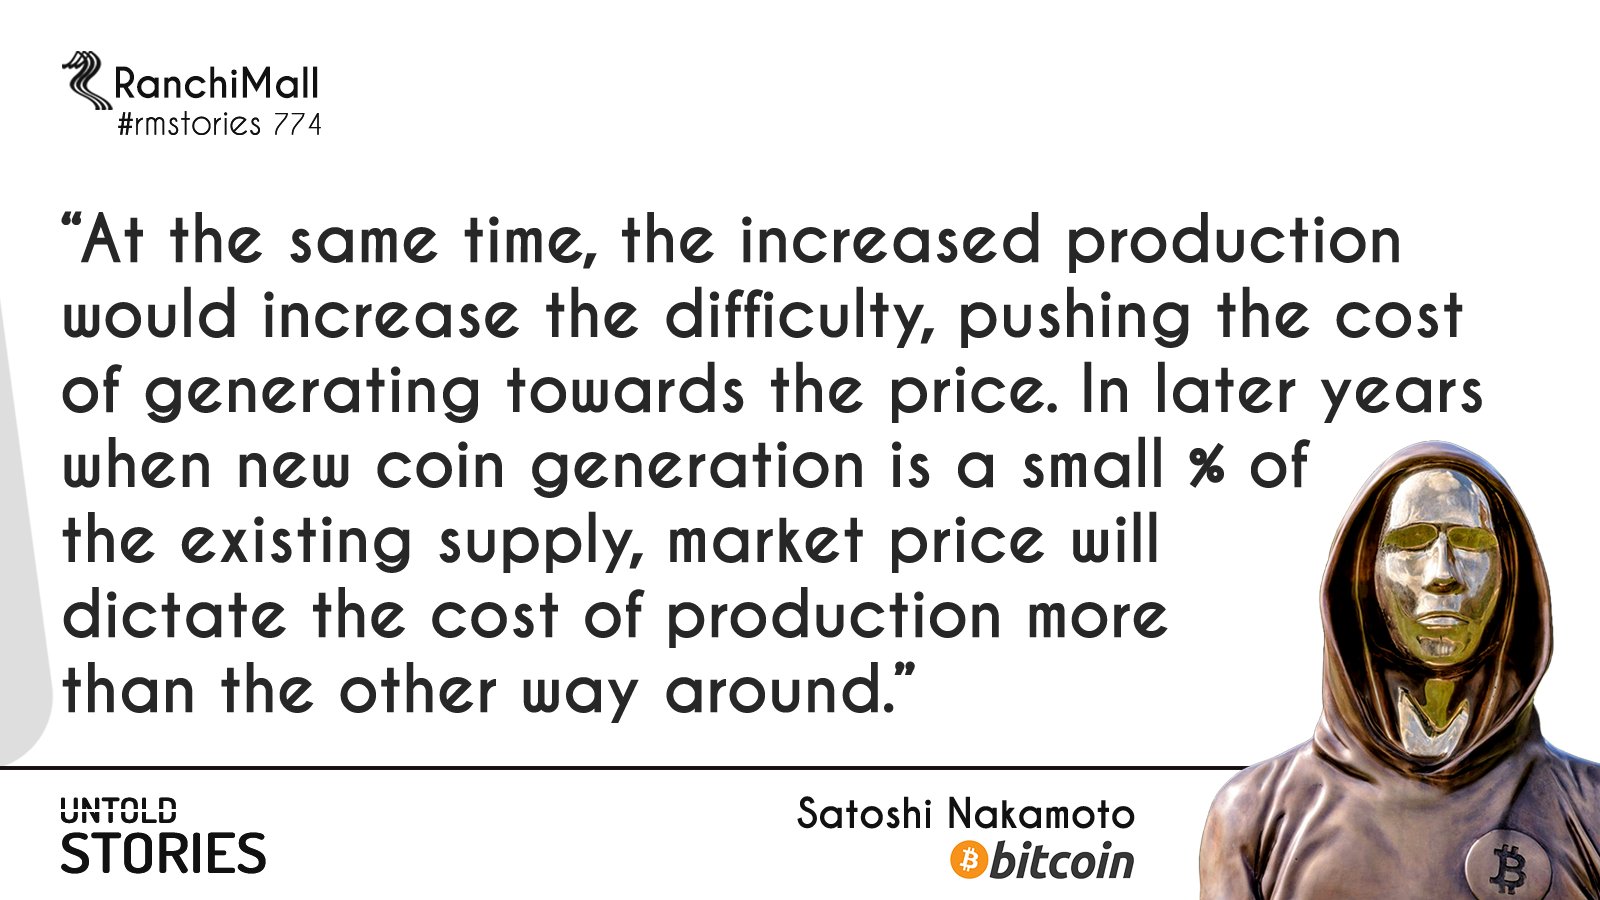 RanchiMall
#rmstories 774
“At the same time, the increased production
would increase the difficulty, pushing the cost
of generating towards the price. In later years
when new coin generation is a small % of
the existing supply, market price will
dictate the cost of production more
than the other way around.”
UNTOLD
STORIES
Satoshi Nakamoto
bitcoin